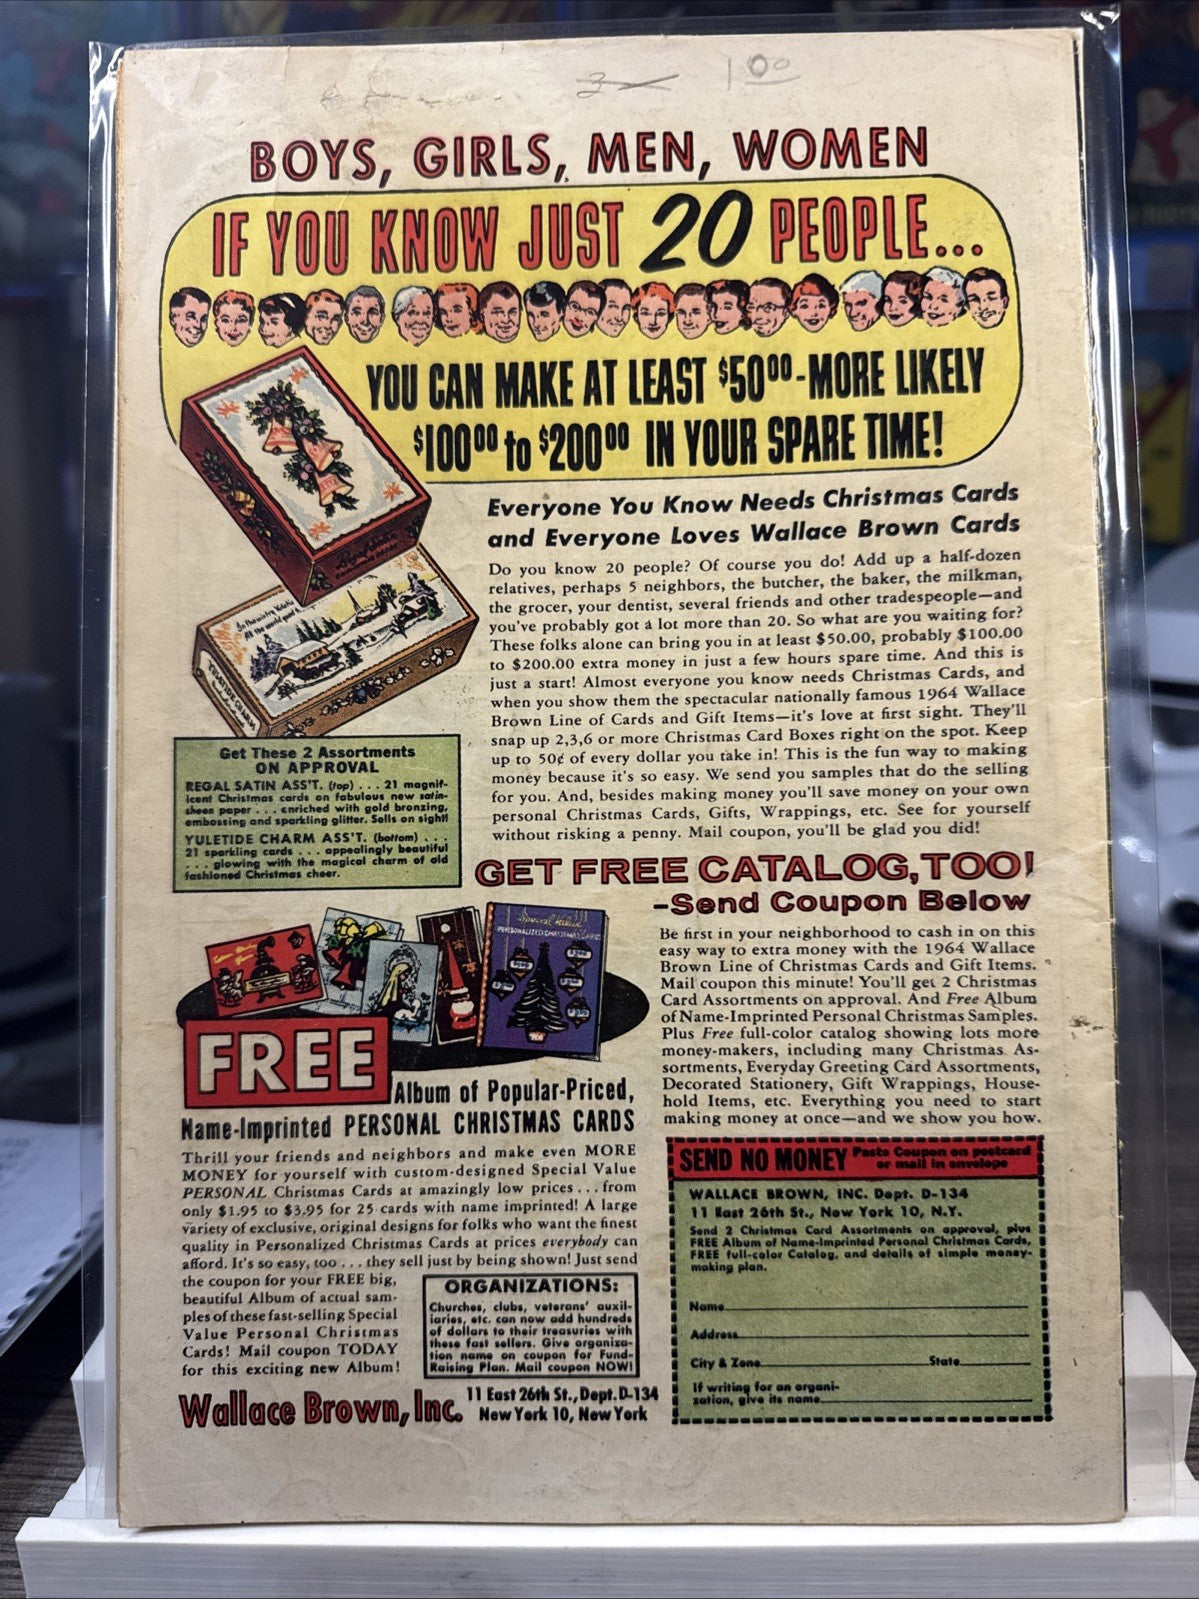 2 1 00
BOYS, GIRLS, MEN, WOMEN
IF YOU KNOW JUST 20 PEOPLE...
YOU CAN MAKE AT LEAST $50⁰⁰-MORE LIKELY
$100⁰⁰ to $200⁰⁰ IN YOUR SPARE TIME!
Everyone You Know Needs Christmas Cards
and Everyone Loves Wallace Brown Cards
Do you know 20 people? Of course you do! Add up a half-dozen
relatives, perhaps 5 neighbors, the butcher, the baker, the milkman,
the grocer, your dentist, several friends and other tradespeople—and
you've probably got a lot more than 20. So what are you waiting for?
These folks alone can bring you in at least $50.00, probably $100.00
to $200.00 extra money in just a few hours spare time. And this is
just a start! Almost everyone you know needs Christmas Cards, and
when you show them the spectacular nationally famous 1964 Wallace
Brown Line of Cards and Gift Items—it's love at first sight. They'll
snap up 2,3,6 or more Christmas Card Boxes right on the spot. Keep
up to 50¢ of every dollar you take in! This is the fun way to making
money because it's so easy. We send you samples that do the selling
for you. And, besides making money you'll save money on your own
personal Christmas Cards, Gifts, Wrappings, etc. See for yourself
without risking a penny. Mail coupon, you'll be glad you did!
YULETIDE CHARM
Get These 2 Assortments
ON APPROVAL
REGAL SATIN ASS'T. (top) . . . 21 magnif-
icent Christmas cards on fabulous new satin-
sheen paper . . . enriched with gold bronzing,
embossing and sparkling glitter. Sells on sight!
YULETIDE CHARM ASS'T. (bottom) . . .
21 sparkling cards . . . appealingly beautiful
. . . glowing with the magical charm of old
fashioned Christmas cheer.
GET FREE CATALOG, TOO!
-Send Coupon Below
Be first in your neighborhood to cash in on this
easy way to extra money with the 1964 Wallace
Brown Line of Christmas Cards and Gift Items.
Mail coupon this minute! You'll get 2 Christmas
Card Assortments on approval. And Free Album
of Name-Imprinted Personal Christmas Samples.
Plus Free full-color catalog showing lots more
money-makers, including many Christmas As-
sortments, Everyday Greeting Card Assortments,
Decorated Stationery, Gift Wrappings, House-
hold Items, etc. Everything you need to start
making money at once—and we show you how.
Special Value!!!
PERSONALIZED CHRISTMAS CARDS
FREE
Album of Popular-Priced,
Name-Imprinted PERSONAL CHRISTMAS CARDS
Thrill your friends and neighbors and make even MORE
MONEY for yourself with custom-designed Special Value
PERSONAL Christmas Cards at amazingly low prices . . . from
only $1.95 to $3.95 for 25 cards with name imprinted! A large
variety of exclusive, original designs for folks who want the finest
quality in Personalized Christmas Cards at prices everybody can
afford. It's so easy, too . . . they sell just by being shown! Just send
the coupon for your FREE big,
beautiful Album of actual sam-
ples of these fast-selling Special
Value Personal Christmas
Cards! Mail coupon TODAY
for this exciting new Album!
ORGANIZATIONS:
Churches, clubs, veterans' auxil-
iaries, etc. can now add hundreds
of dollars to their treasuries with
these fast sellers. Give organiza-
tion name on coupon for Fund-
Raising Plan. Mail coupon NOW!
Wallace Brown, Inc. 11 East 26th St., Dept. D-134
New York 10, New York
SEND NO MONEY Paste Coupon on postcard
or mail in envelope
WALLACE BROWN, INC. Dept. D-134
11 East 26th St., New York 10, N.Y.
Send 2 Christmas Card Assortments on approval, plus
FREE Album of Name-Imprinted Personal Christmas Cards,
FREE full-color Catalog, and details of simple money-
making plan.
Name
Address
City & Zone State
If writing for an organi-
zation, give its name